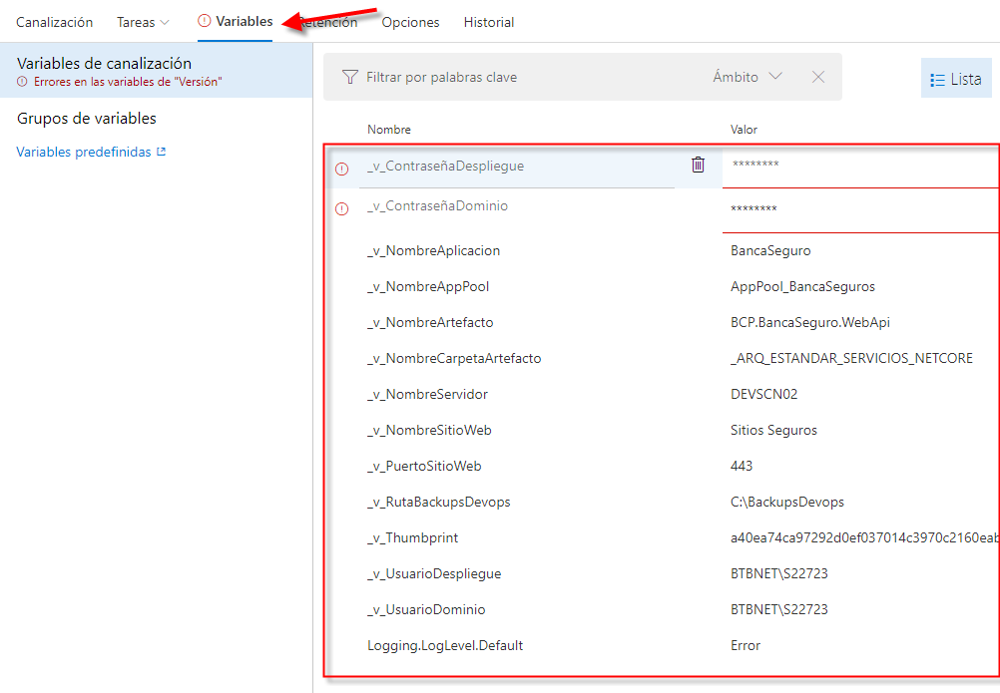 Canalización Tareas Variables Retención Opciones Historial
Variables de canalización
Errores en las variables de "Versión"
Grupos de variables
Variables predefinidas
Filtrar por palabras clave Ámbito Lista
Nombre Valor
_v_ContraseñaDespliegue ********
_v_ContraseñaDominio ********
_v_NombreAplicacion BancaSeguro
_v_NombreAppPool AppPool_BancaSeguros
_v_NombreArtefacto BCP.BancaSeguro.WebApi
_v_NombreCarpetaArtefacto _ARQ_ESTANDAR_SERVICIOS_NETCORE
_v_NombreServidor DEVSCN02
_v_NombreSitioWeb Sitios Seguros
_v_PuertoSitioWeb 443
_v_RutaBackupsDevops C:\BackupsDevops
_v_Thumbprint a40ea74ca97292d0ef037014c3970c2160eab
_v_UsuarioDespliegue BTBNET\S22723
_v_UsuarioDominio BTBNET\S22723
Logging.LogLevel.Default Error